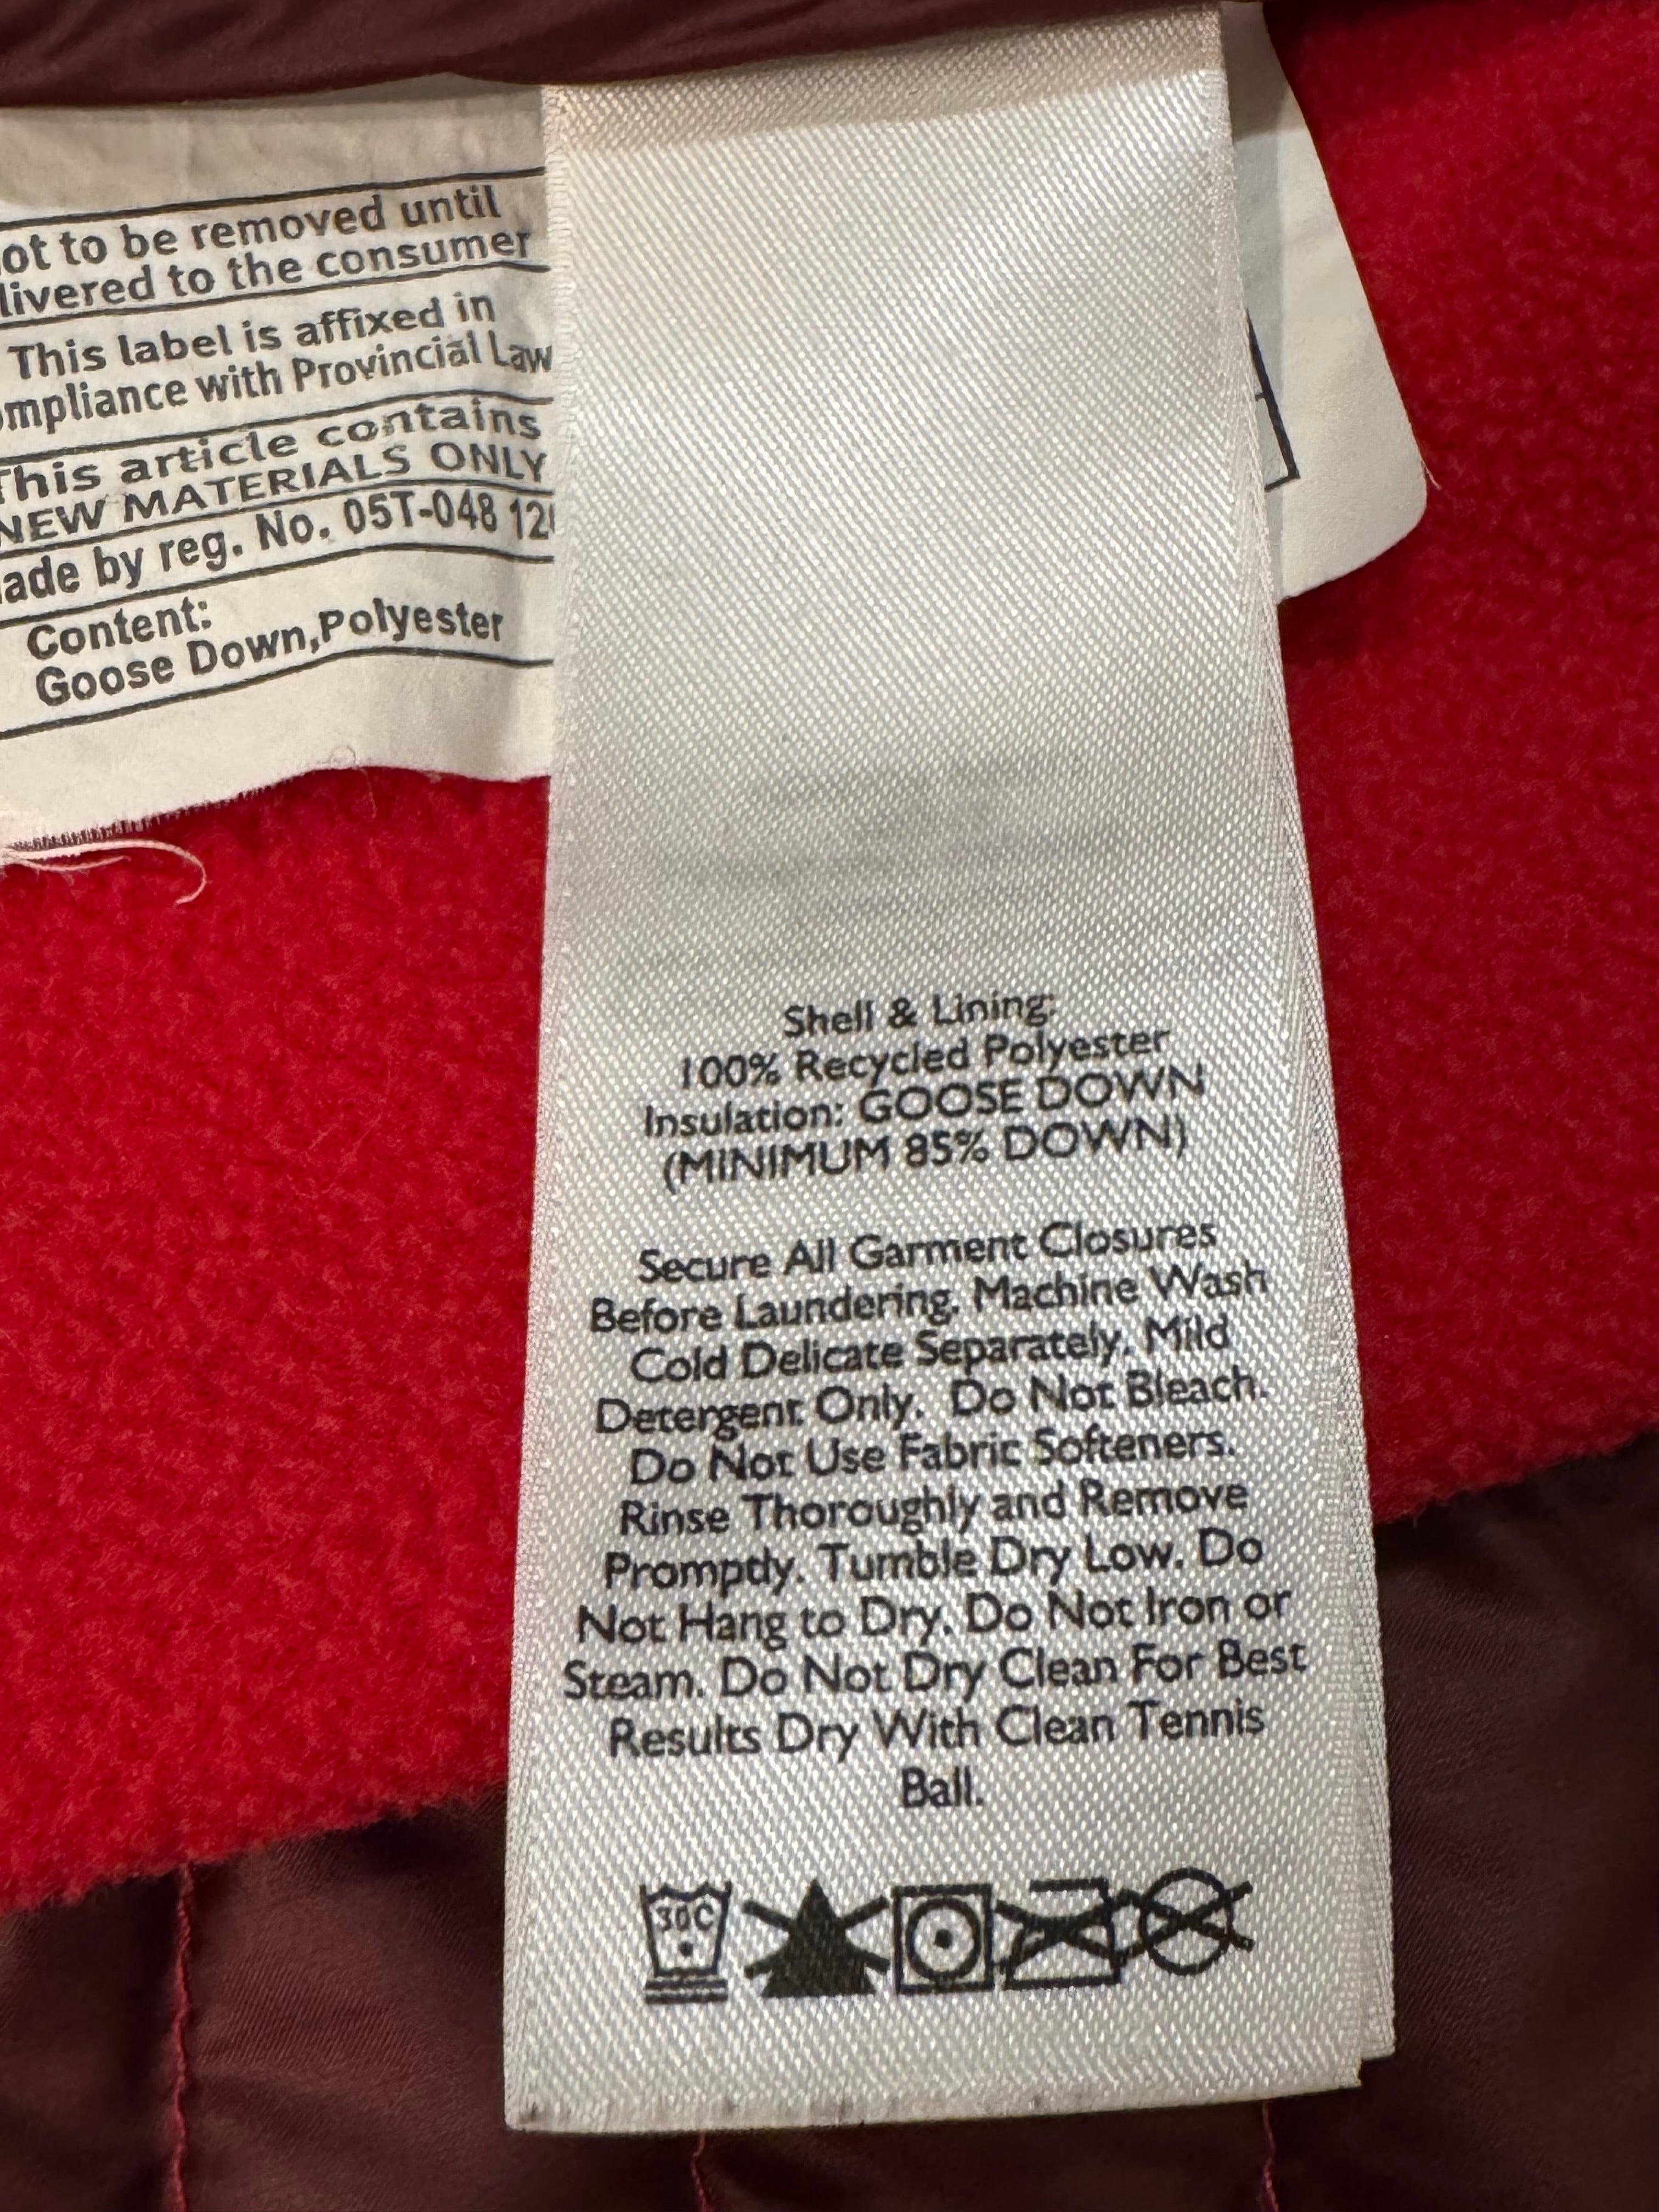 ot to be removed until
livered to the consumer
This label is affixed in
ompliance with Provincial Law
This article contains
NEW MATERIALS ONLY
ade by reg. No. 05T-048 12
Content:
Goose Down,Polyester
Shell & Lining:
100% Recycled Polyester
Insulation: GOOSE DOWN
(MINIMUM 85% DOWN)
Secure All Garment Closures
Before Laundering. Machine Wash
Cold Delicate Separately. Mild
Detergent Only. Do Not Bleach.
Do Not Use Fabric Softeners.
Rinse Thoroughly and Remove
Promptly. Tumble Dry Low. Do
Not Hang to Dry. Do Not Iron or
Steam. Do Not Dry Clean For Best
Results Dry With Clean Tennis
Ball.
30C